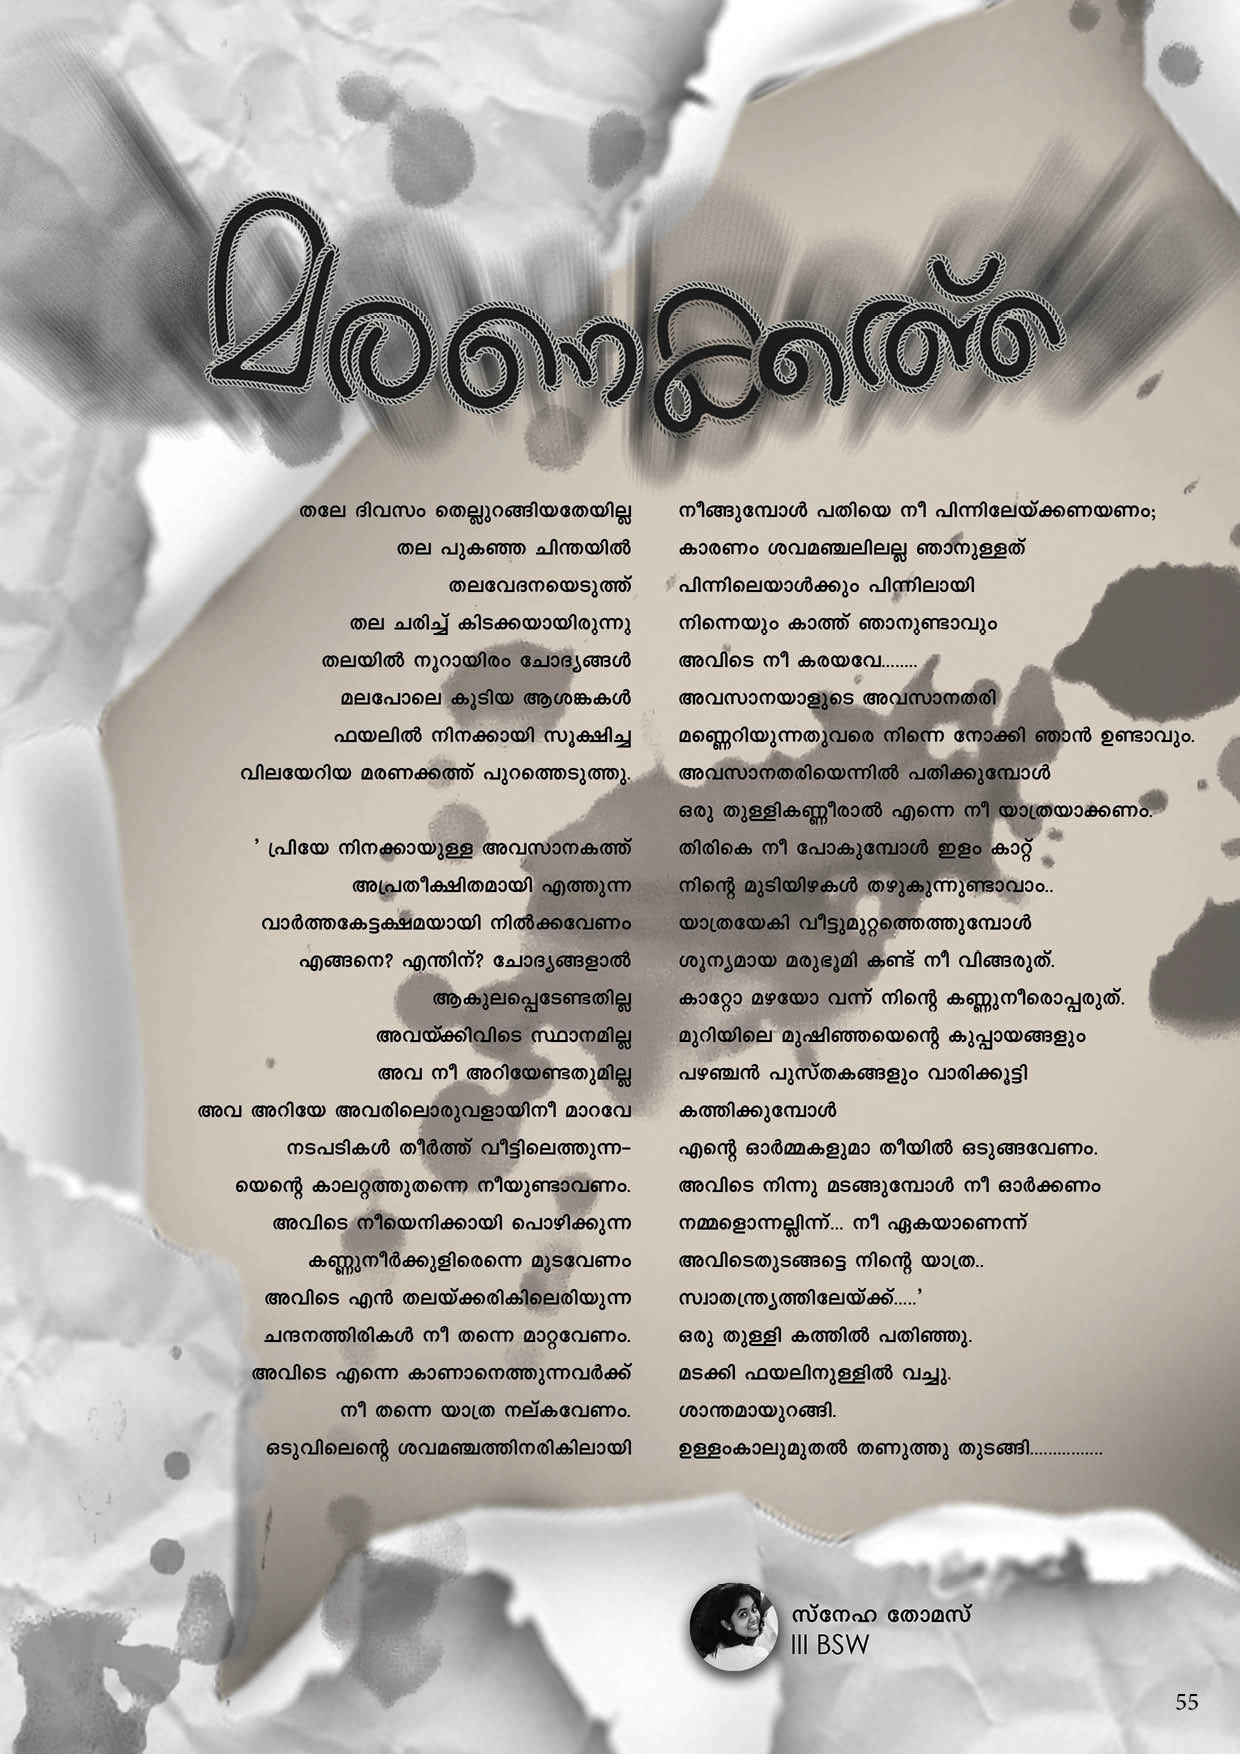 മരണക്കത്ത്
തലേ ദിവസം തെല്ലുറങ്ങിയതേയില്ല
തല പുകഞ്ഞ ചിന്തയിൽ
തലവേദനയെടുത്ത്
തല ചരിച്ച് കിടക്കയായിരുന്നു
തലയിൽ നൂറായിരം ചോദ്യങ്ങൾ
മലപോലെ കൂടിയ ആശങ്കകൾ
ഫയലിൽ നിനക്കായി സൂക്ഷിച്ച
വിലയേറിയ മരണക്കത്ത് പുറത്തെടുത്തു.
’ പ്രിയേ നിനക്കായുള്ള അവസാനകത്ത്
അപ്രതീക്ഷിതമായി എത്തുന്ന
വാർത്തകേട്ടക്ഷമയായി നിൽക്കവേണം
എങ്ങനെ? എന്തിന്? ചോദ്യങ്ങളാൽ
ആകുലപ്പെടേണ്ടതില്ല
അവയ്ക്കിവിടെ സ്ഥാനമില്ല
അവ നീ അറിയേണ്ടതുമില്ല
അവ അറിയേ അവരിലൊരുവളായിനീ മാറവേ
നടപടികൾ തീർത്ത് വീട്ടിലെത്തുന്ന-
യെന്റെ കാലറ്റത്തുതന്നെ നീയുണ്ടാവണം.
അവിടെ നീയെനിക്കായി പൊഴിക്കുന്ന
കണ്ണുനീർക്കുളിരെന്നെ മൂടവേണം
അവിടെ എൻ തലയ്ക്കരികിലെരിയുന്ന
ചന്ദനത്തിരികൾ നീ തന്നെ മാറ്റവേണം.
അവിടെ എന്നെ കാണാനെത്തുന്നവർക്ക്
നീ തന്നെ യാത്ര നല്കവേണം.
ഒടുവിലെന്റെ ശവമഞ്ചത്തിനരികിലായി
നീങ്ങുമ്പോൾ പതിയെ നീ പിന്നിലേയ്ക്കണയണം;
കാരണം ശവമഞ്ചലിലല്ല ഞാനുള്ളത്
പിന്നിലെയാൾക്കും പിന്നിലായി
നിന്നെയും കാത്ത് ഞാനുണ്ടാവും
അവിടെ നീ കരയവേ........
അവസാനയാളുടെ അവസാനതരി
മണ്ണെറിയുന്നതുവരെ നിന്നെ നോക്കി ഞാൻ ഉണ്ടാവും.
അവസാനതരിയെന്നിൽ പതിക്കുമ്പോൾ
ഒരു തുള്ളികണ്ണീരാൽ എന്നെ നീ യാത്രയാക്കണം.
തിരികെ നീ പോകുമ്പോൾ ഇളം കാറ്റ്
നിന്റെ മുടിയിഴകൾ തഴുകുന്നുണ്ടാവാം..
യാത്രയേകി വീട്ടുമുറ്റത്തെത്തുമ്പോൾ
ശൂന്യമായ മരുഭൂമി കണ്ട് നീ വിങ്ങരുത്.
കാറ്റോ മഴയോ വന്ന് നിന്റെ കണ്ണുനീരൊപ്പരുത്.
മുറിയിലെ മുഷിഞ്ഞയെന്റെ കുപ്പായങ്ങളും
പഴഞ്ചൻ പുസ്തകങ്ങളും വാരിക്കൂട്ടി
കത്തിക്കുമ്പോൾ
എന്റെ ഓർമ്മകളുമാ തീയിൽ ഒടുങ്ങവേണം.
അവിടെ നിന്നു മടങ്ങുമ്പോൾ നീ ഓർക്കണം
നമ്മളൊന്നല്ലിന്ന്... നീ ഏകയാണെന്ന്
അവിടെതുടങ്ങട്ടെ നിന്റെ യാത്ര..
സ്വാതന്ത്ര്യത്തിലേയ്ക്ക്.....’
ഒരു തുള്ളി കത്തിൽ പതിഞ്ഞു.
മടക്കി ഫയലിനുള്ളിൽ വച്ചു.
ശാന്തമായുറങ്ങി.
ഉള്ളംകാലുമുതൽ തണുത്തു തുടങ്ങി................
സ്നേഹ തോമസ്
III BSW
55